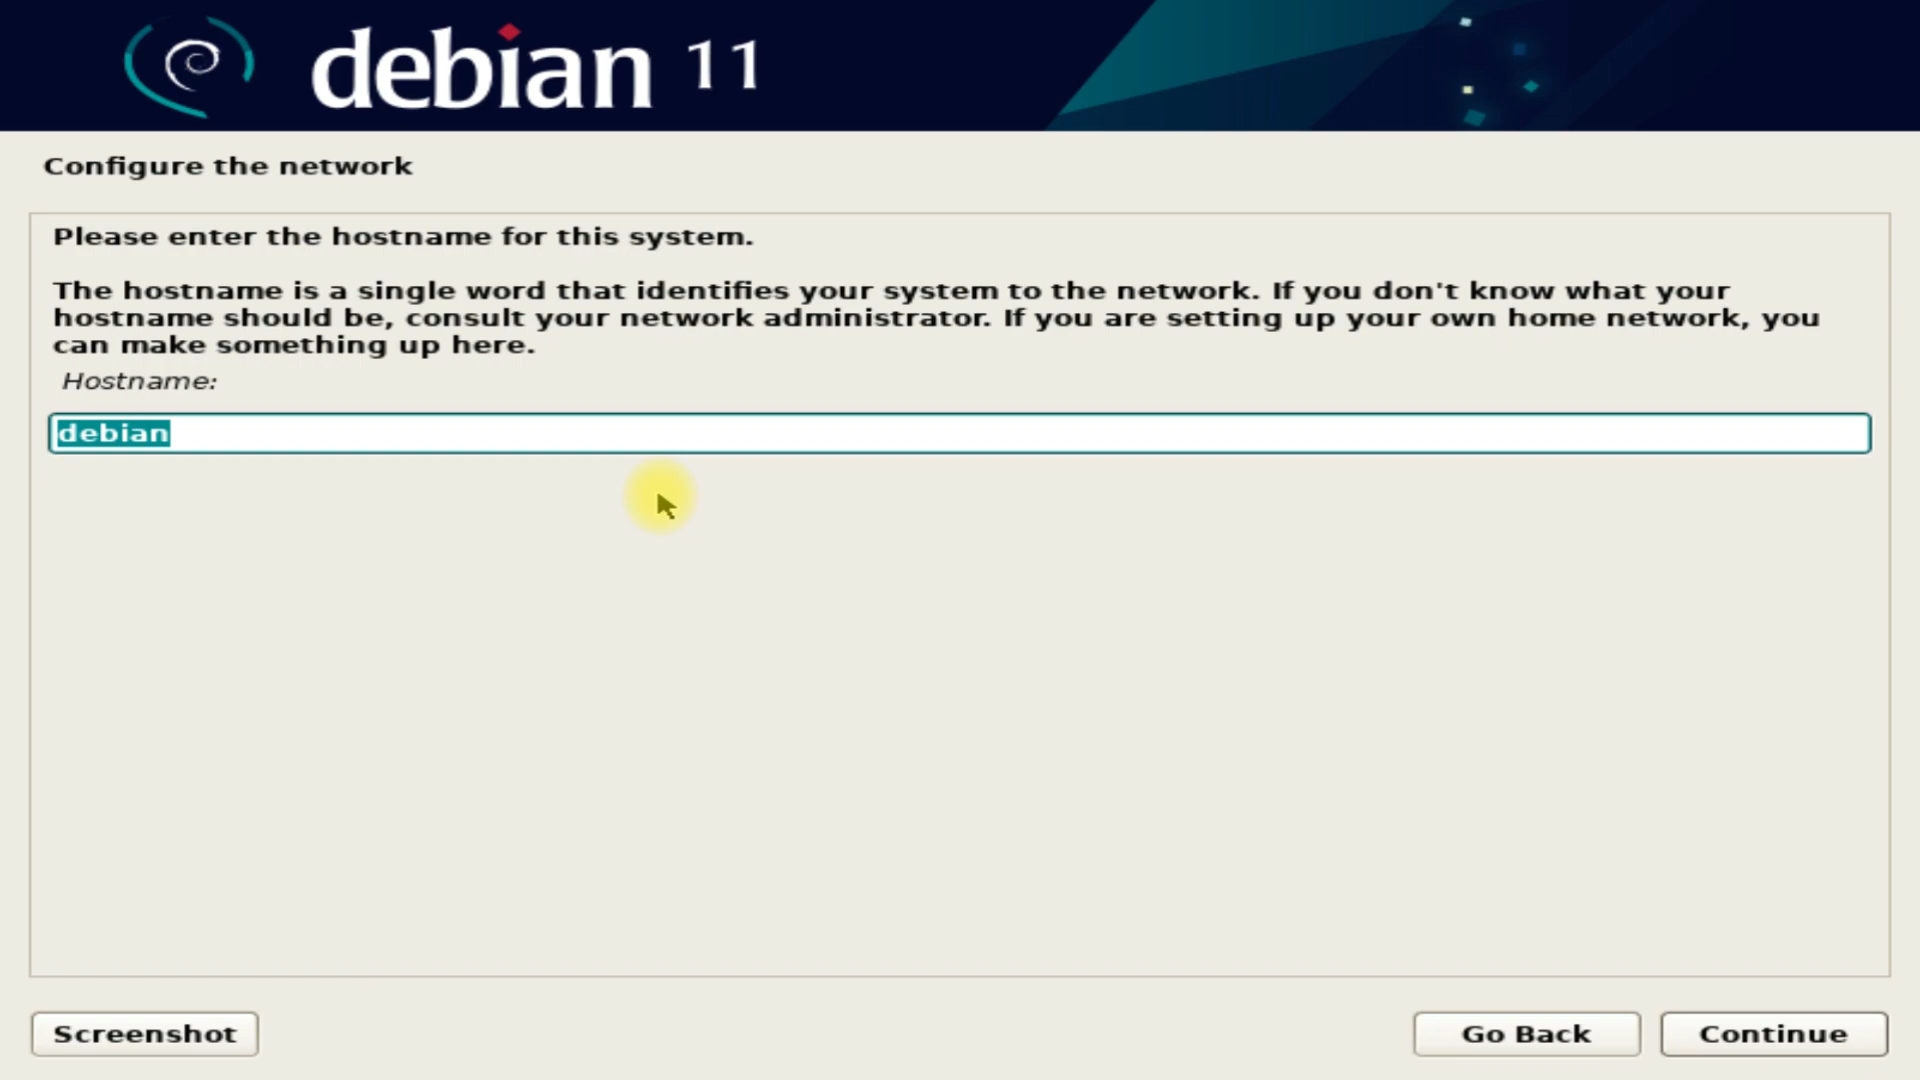 debian 11
Configure the network
Please enter the hostname for this system.
The hostname is a single word that identifies your system to the network. If you don't know what your
hostname should be, consult your network administrator. If you are setting up your own home network, you
can make something up here.
Hostname:
debian
Screenshot
Go Back
Continue